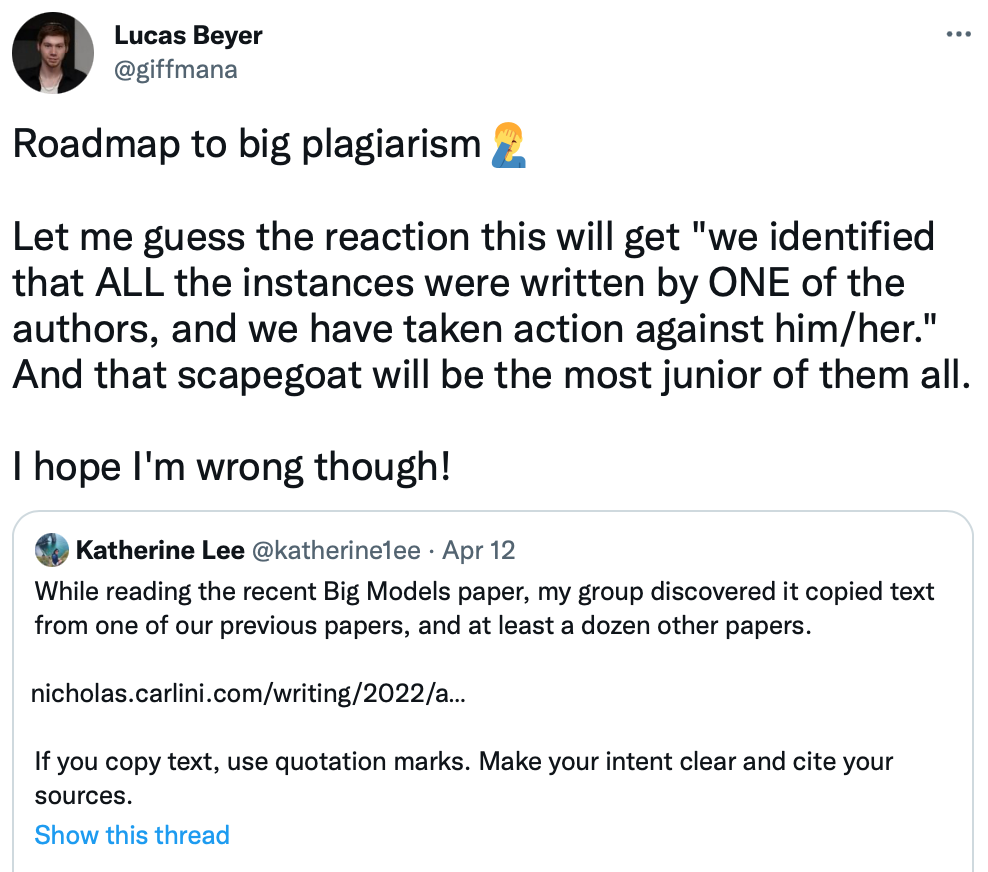 Lucas Beyer
@giffmana
Roadmap to big plagiarism 🤦‍♂️
Let me guess the reaction this will get "we identified
that ALL the instances were written by ONE of the
authors, and we have taken action against him/her."
And that scapegoat will be the most junior of them all.
I hope I'm wrong though!
Katherine Lee @katherine1ee · Apr 12
While reading the recent Big Models paper, my group discovered it copied text
from one of our previous papers, and at least a dozen other papers.
nicholas.carlini.com/writing/2022/a...
If you copy text, use quotation marks. Make your intent clear and cite your
sources.
Show this thread